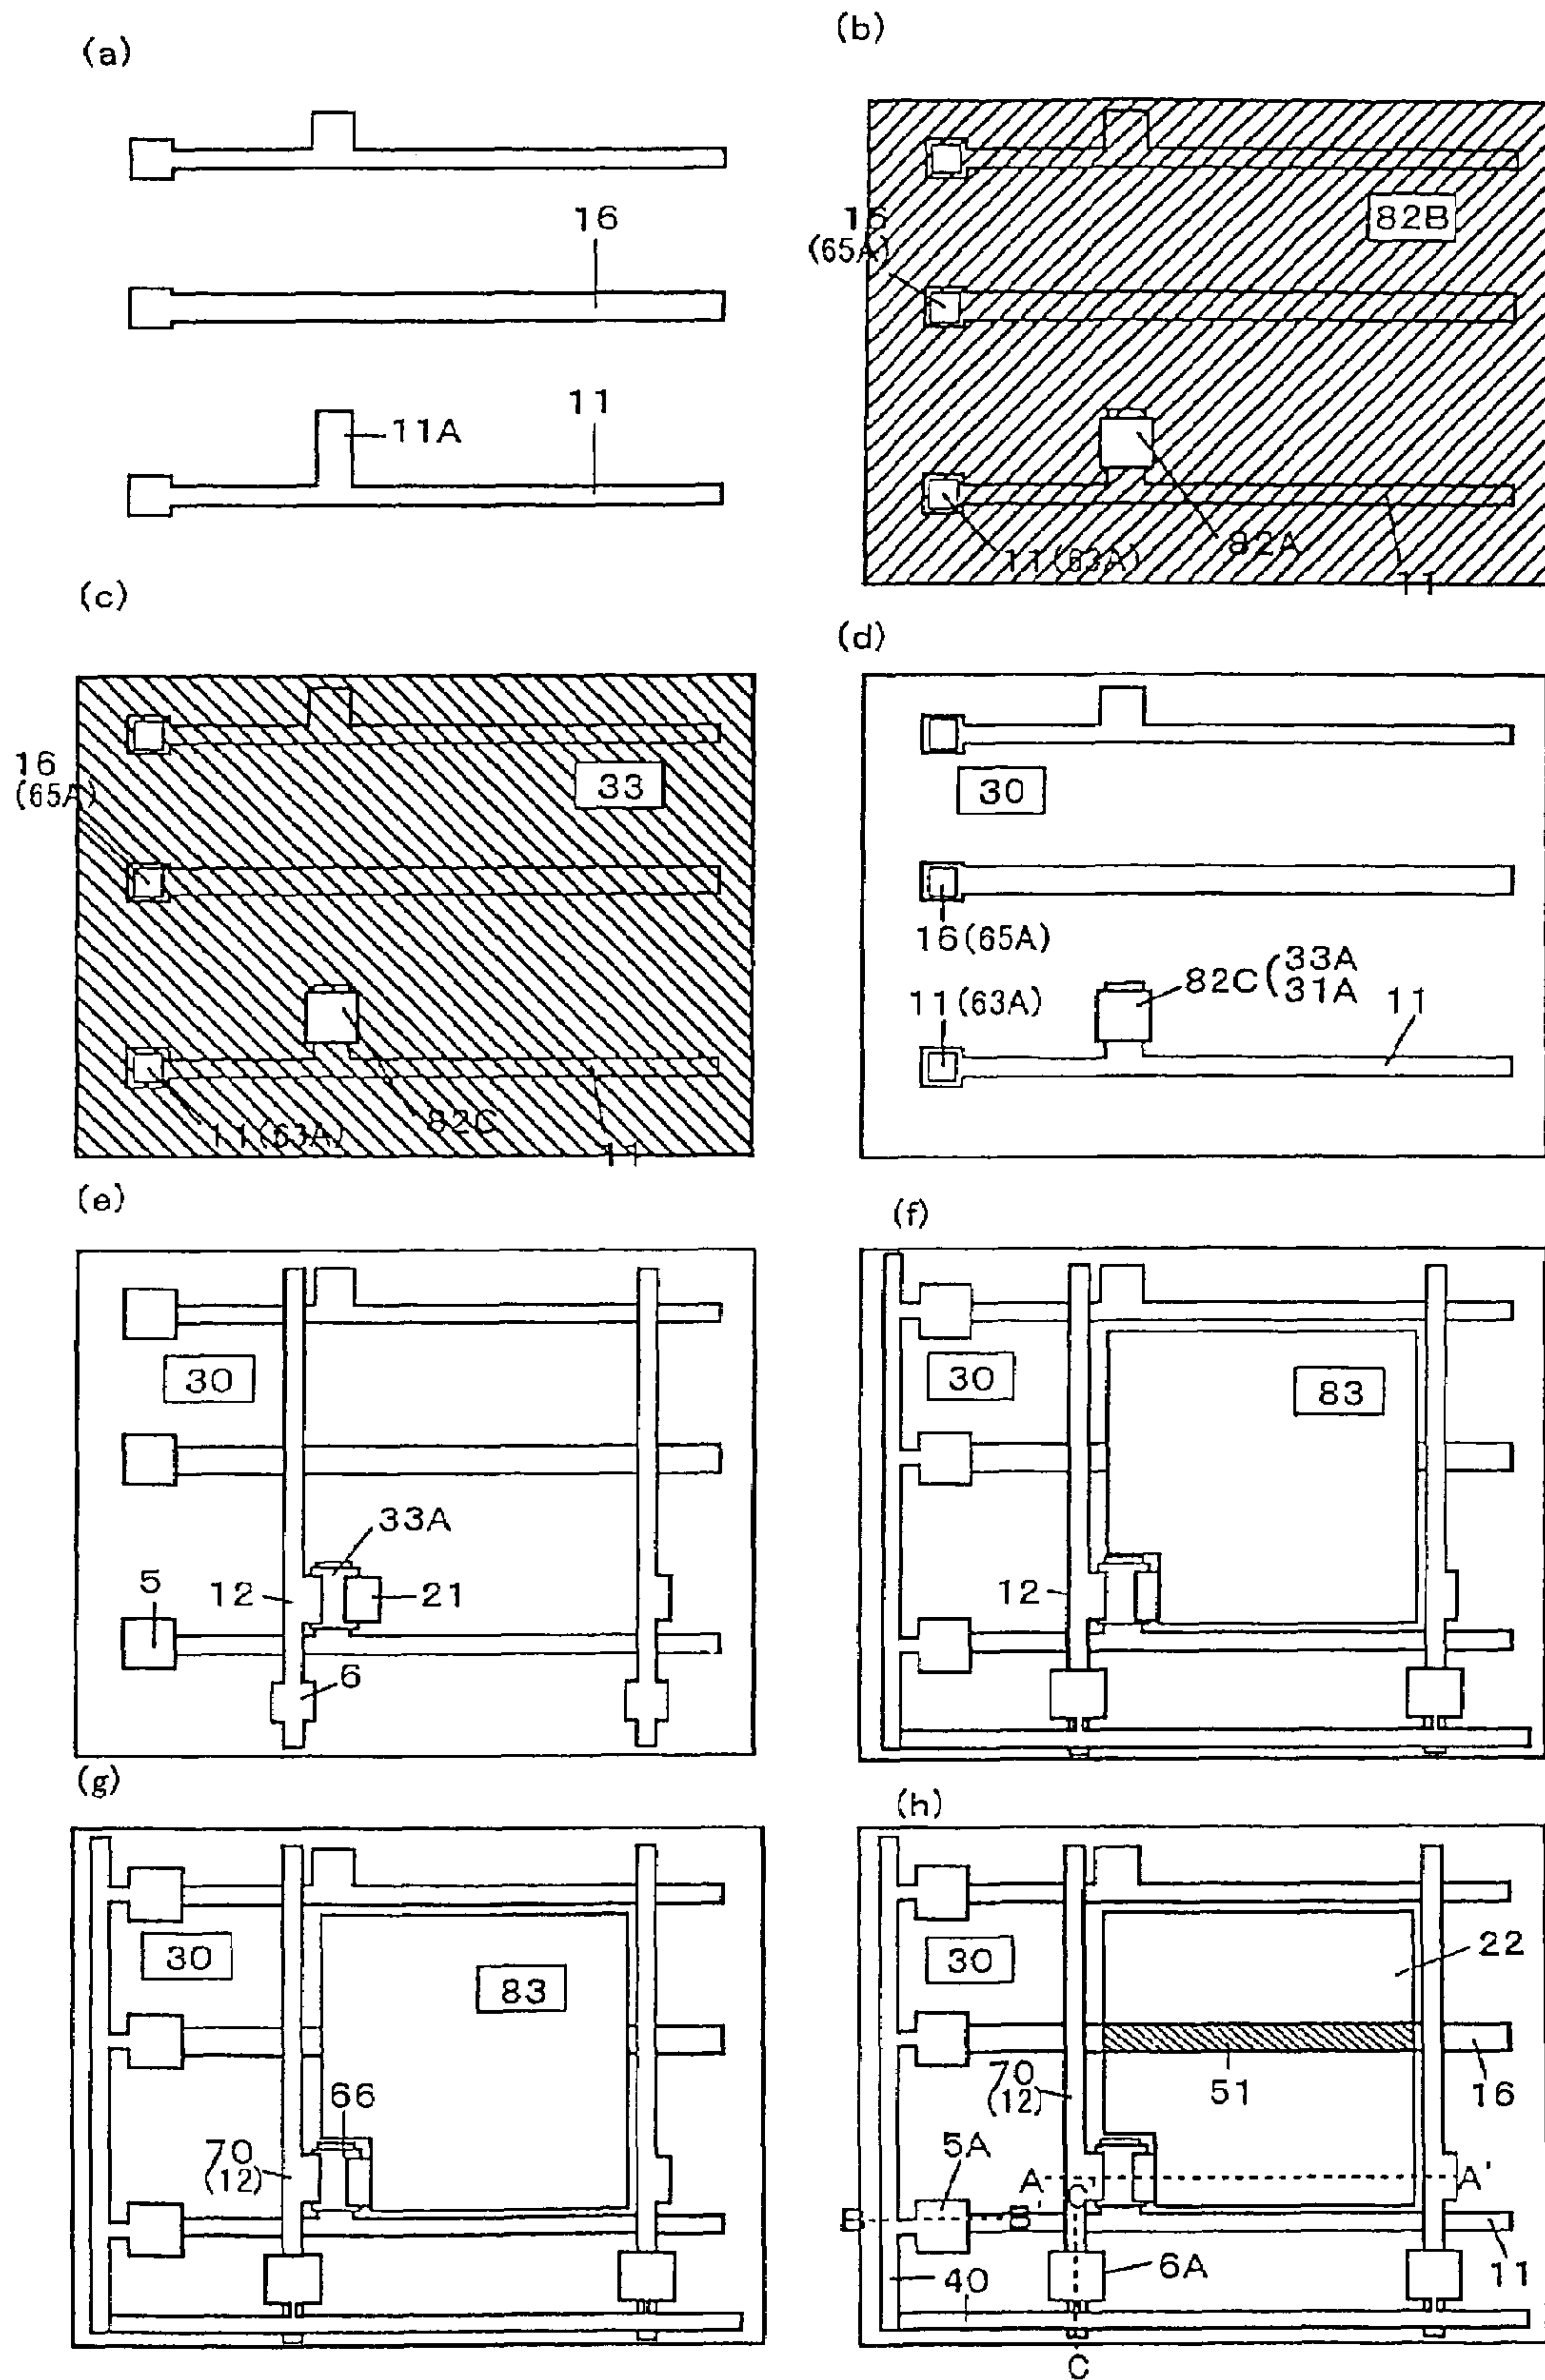 (a)
16
11A
11
(b)
82B
16
(65A)
82A
11(63A)
11
(c)
33
16
(65A)
82C
11(63A)
11
(d)
30
16(65A)
82C(33A
31A
11(63A)
11
(e)
30
33A
5
12
21
6
(f)
30
83
12
(g)
30
83
66
70
(12)
(h)
30
22
51
16
70
(12)
5A
A
C'
A'
B
B'
6A
11
40
C